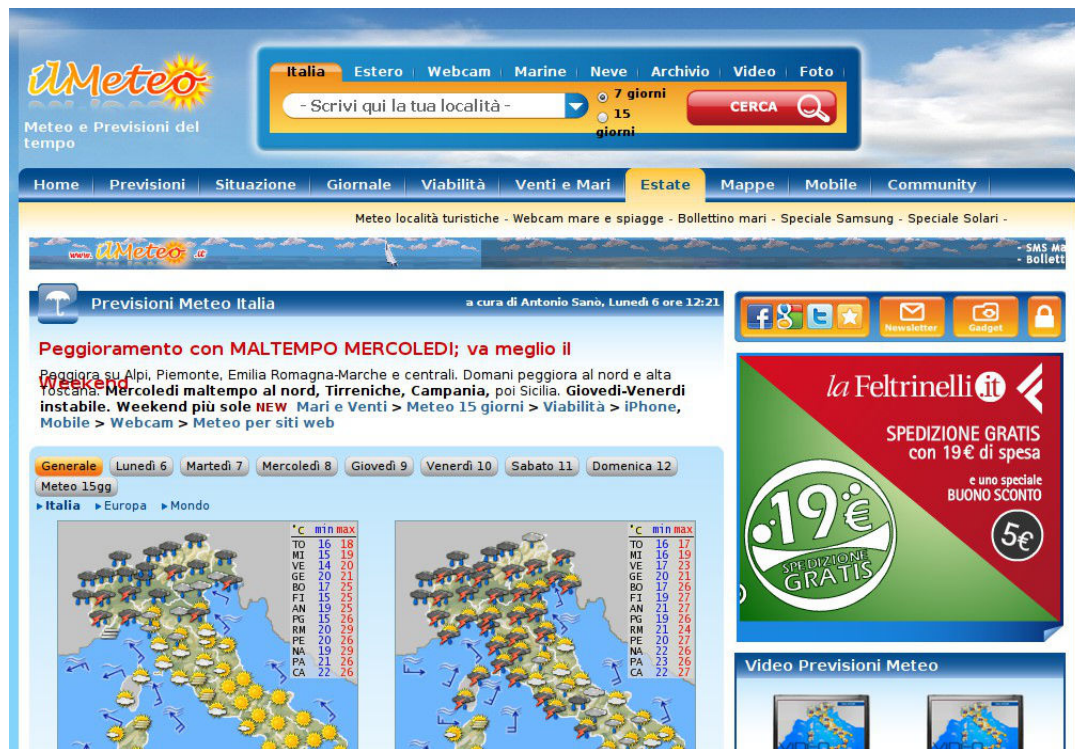 ilMeteo
Meteo e Previsioni del
tempo
Italia Estero Webcam Marine Neve Archivio Video Foto
- Scrivi qui la tua località -
7 giorni
15
giorni
CERCA
Home Previsioni Situazione Giornale Viabilità Venti e Mari Estate Mappe Mobile Community
Meteo località turistiche - Webcam mare e spiagge - Bollettino mari - Speciale Samsung - Speciale Solari -
www. ilMeteo .it
- SMS Ma
- Bollett
Previsioni Meteo Italia
a cura di Antonio Sanò, Lunedì 6 ore 12:21
Newsletter
Gadget
Peggioramento con MALTEMPO MERCOLEDI; va meglio il
Weekend
Peggiora su Alpi, Piemonte, Emilia Romagna-Marche e centrali. Domani peggiora al nord e alta
Toscana. Mercoledi maltempo al nord, Tirreniche, Campania, poi Sicilia. Giovedi-Venerdi
instabile. Weekend più sole NEW Mari e Venti > Meteo 15 giorni > Viabilità > iPhone,
Mobile > Webcam > Meteo per siti web
Generale Lunedì 6 Martedì 7 Mercoledì 8 Giovedì 9 Venerdì 10 Sabato 11 Domenica 12
Meteo 15gg
Italia Europa Mondo
°C min max
TO 16 18
MI 15 19
VE 14 20
GE 20 21
BO 17 25
FI 15 25
AN 19 25
PG 15 26
RM 20 29
PE 20 26
NA 19 29
PA 21 26
CA 22 26
°C min max
TO 16 17
MI 16 19
VE 17 23
GE 20 21
BO 17 26
FI 19 27
AN 21 27
PG 19 26
RM 21 24
PE 20 27
NA 22 26
PA 23 26
CA 22 27
la Feltrinelli.it
SPEDIZIONE GRATIS
con 19€ di spesa
e uno speciale
BUONO SCONTO
5€
19€
SPEDIZIONE
GRATIS
Video Previsioni Meteo